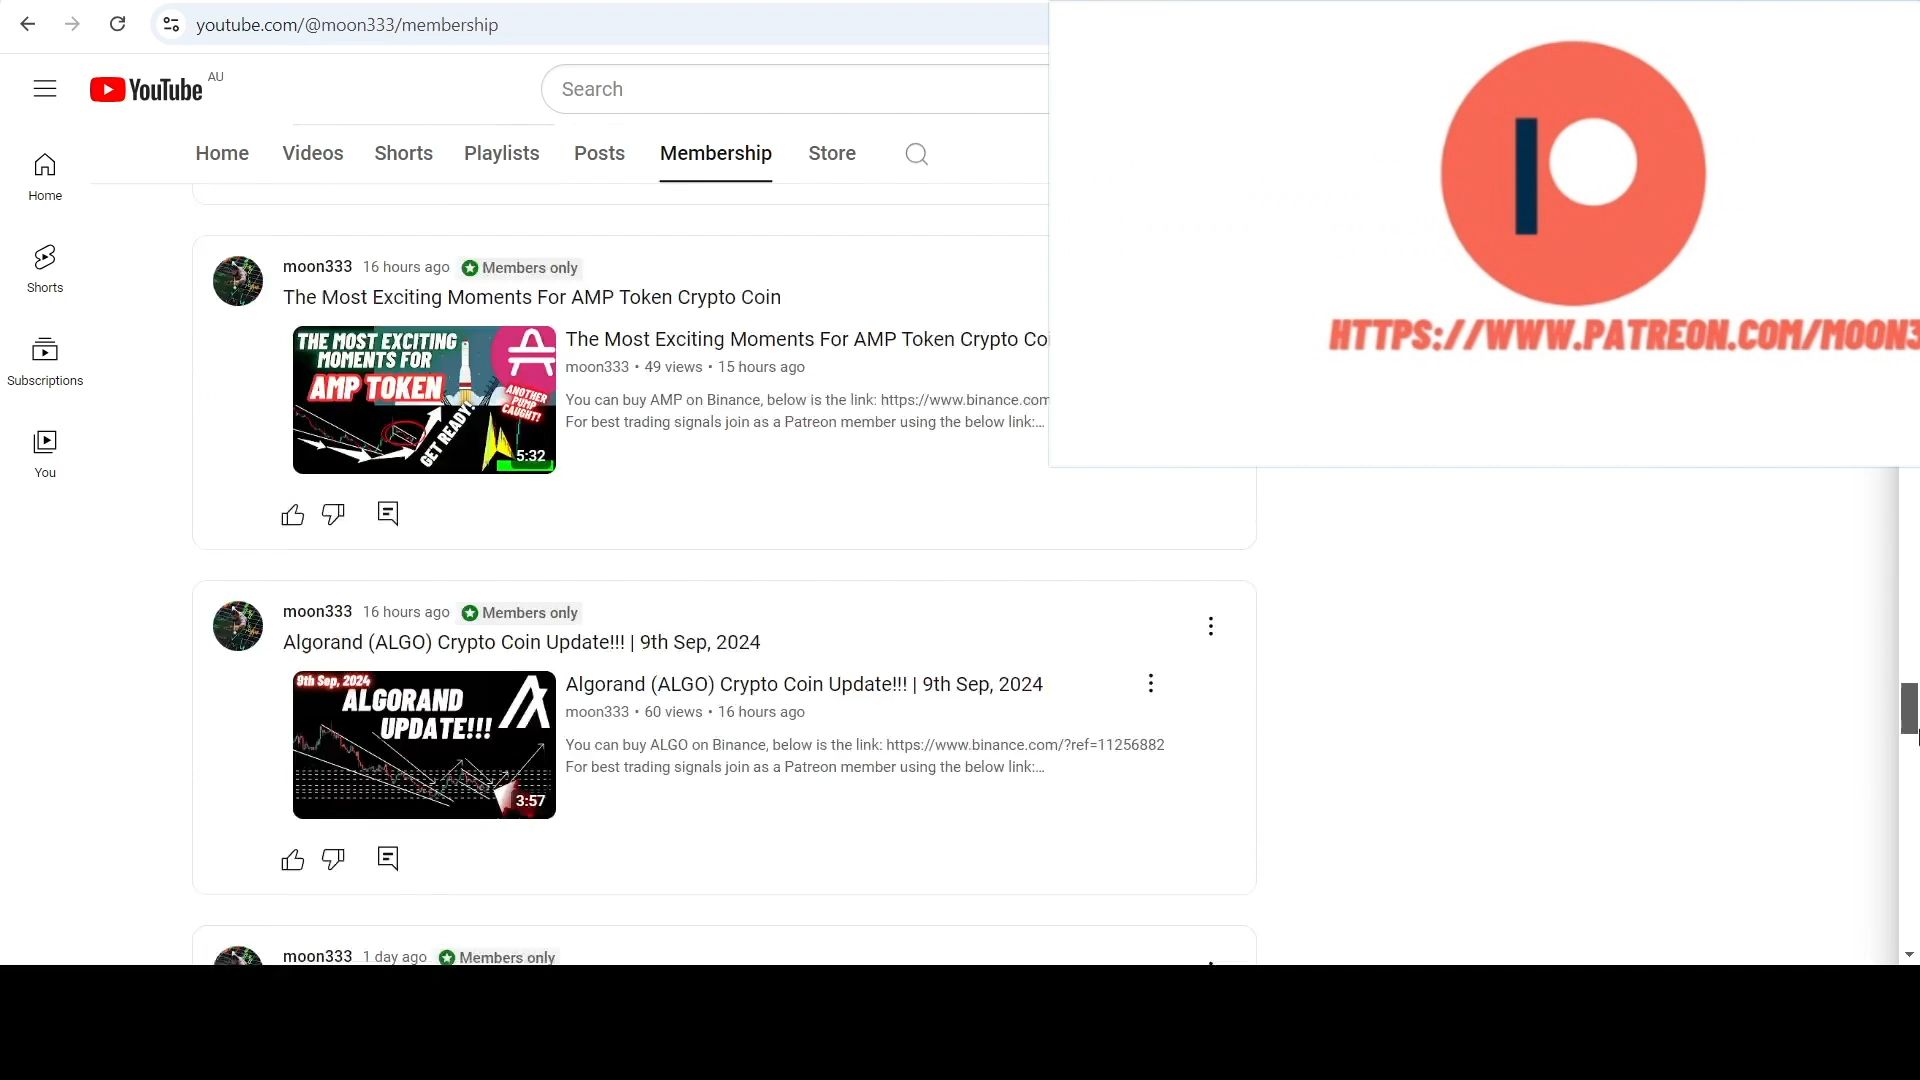 youtube.com/@moon333/membership
YouTube AU
Search
Home Videos Shorts Playlists Posts Membership Store
Home
Shorts
Subscriptions
You
HTTPS://WWW.PATREON.COM/MOON3
moon333 16 hours ago Members only
The Most Exciting Moments For AMP Token Crypto Coin
THE MOST EXCITING
MOMENTS FOR
AMP TOKEN
ANOTHER
PUMP
CAUGHT!
GET READY!
5:32
The Most Exciting Moments For AMP Token Crypto Co
moon333 • 49 views • 15 hours ago
You can buy AMP on Binance, below is the link: https://www.binance.com
For best trading signals join as a Patreon member using the below link:...
moon333 16 hours ago Members only
Algorand (ALGO) Crypto Coin Update!!! | 9th Sep, 2024
9th Sep, 2024
ALGORAND
UPDATE!!!
3:57
Algorand (ALGO) Crypto Coin Update!!! | 9th Sep, 2024
moon333 • 60 views • 16 hours ago
You can buy ALGO on Binance, below is the link: https://www.binance.com/?ref=11256882
For best trading signals join as a Patreon member using the below link:...
moon333 1 day ago Members only